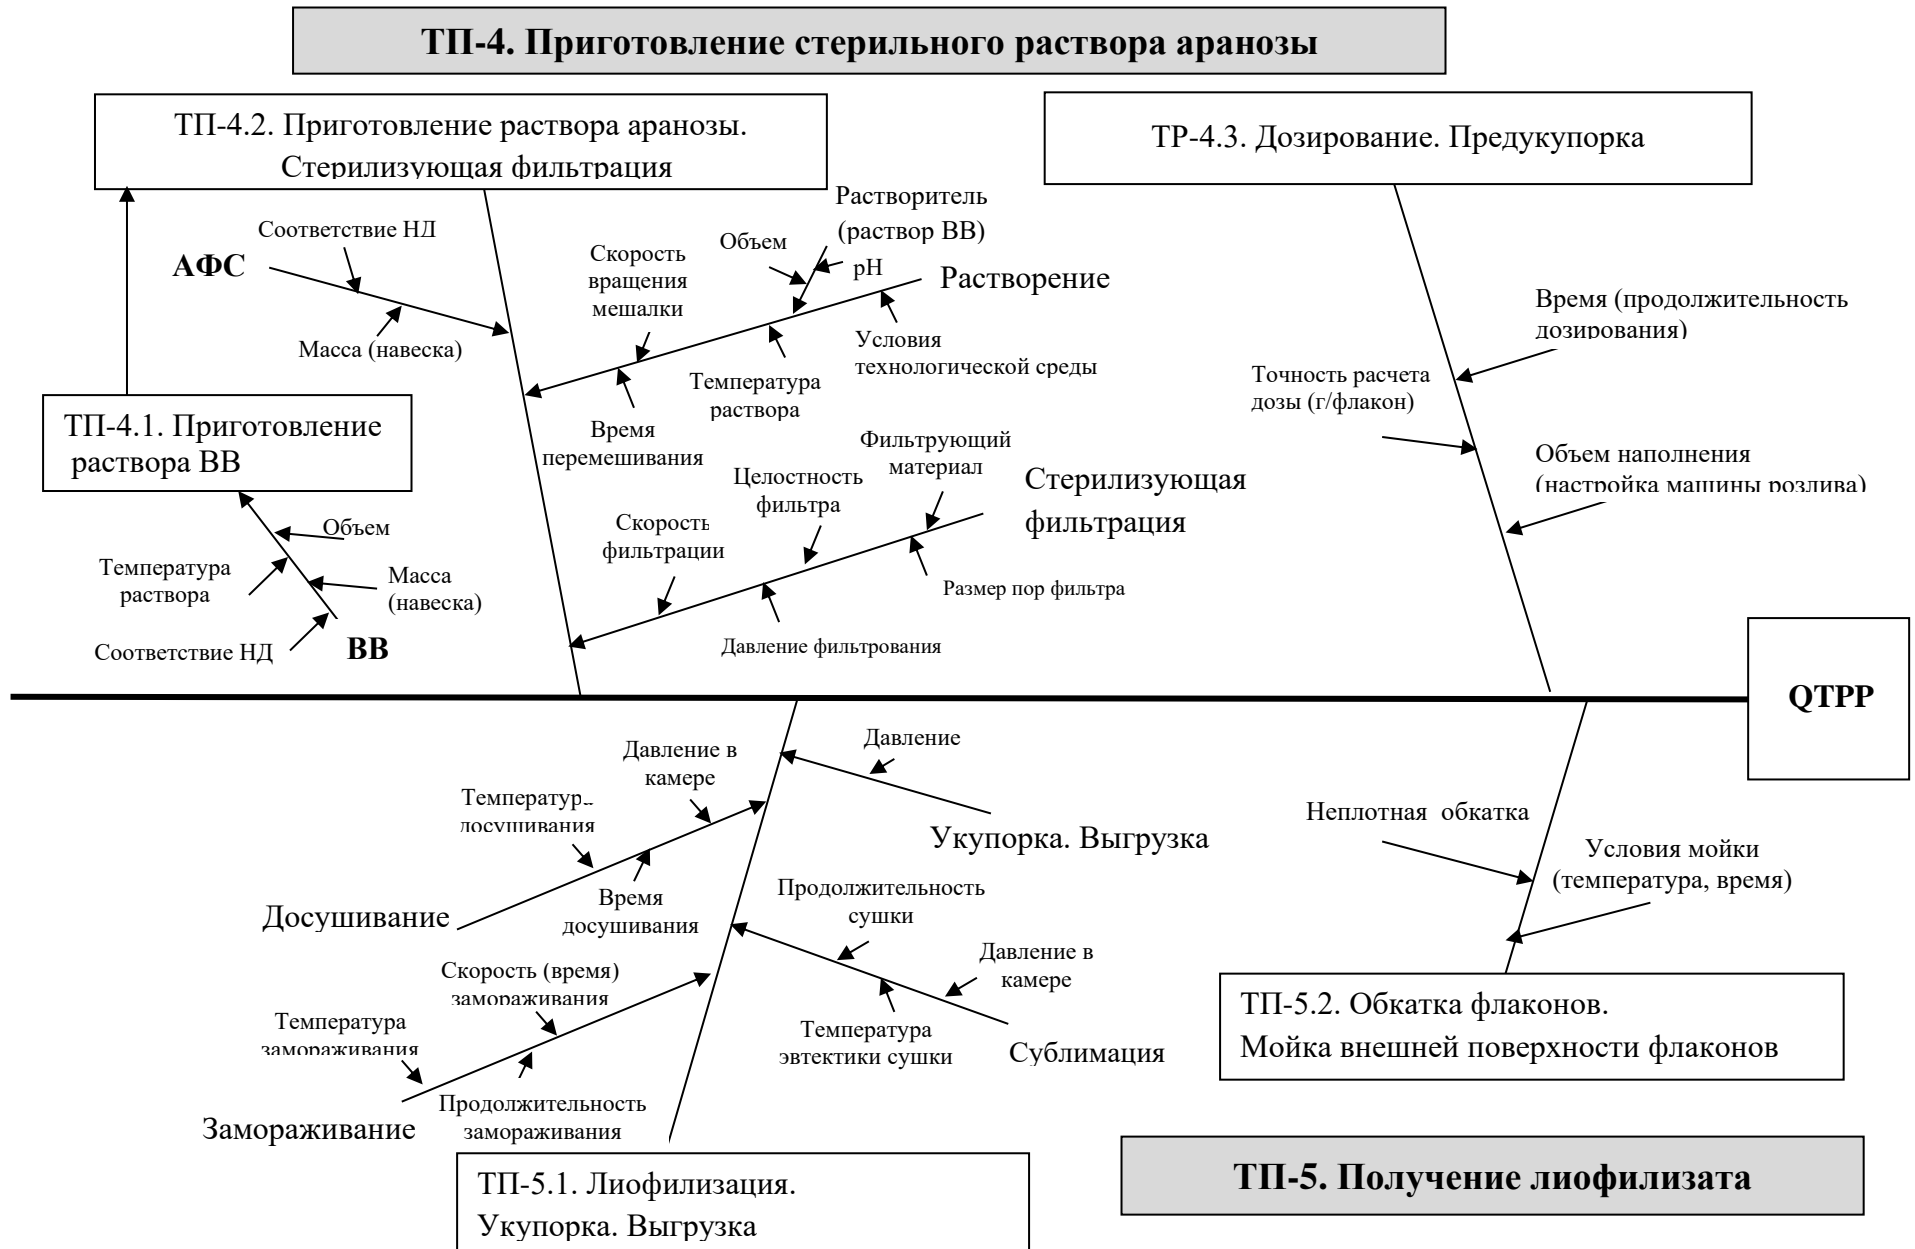 ТП-4. Приготовление стерильного раствора аранозы
ТП-4.2. Приготовление раствора аранозы.
Стерилизующая фильтрация
ТР-4.3. Дозирование. Предукупорка
Соответствие НД
АФС
Масса (навеска)
Скорость
вращения
мешалки
Объем
Растворитель
(раствор ВВ)
pH
Растворение
Условия
технологической среды
Температура
раствора
Время
перемешивания
ТП-4.1. Приготовление
раствора ВВ
Объем
Температура
раствора
Масса
(навеска)
Соответствие НД
ВВ
Фильтрующий
материал
Целостность
фильтра
Скорость
фильтрации
Стерилизующая
фильтрация
Размер пор фильтра
Давление фильтрования
Время (продолжительность
дозирования)
Точность расчета
дозы (г/флакон)
Объем наполнения
(настройка машины розлива)
QTPP
Давление
Давление в
камере
Температура
досушивания
Укупорка. Выгрузка
Время
досушивания
Досушивание
Продолжительность
сушки
Давление в
камере
Скорость (время)
замораживания
Температура
замораживания
Температура
эвтектики сушки
Сублимация
Продолжительность
замораживания
Замораживание
ТП-5.1. Лиофилизация.
Укупорка. Выгрузка
Неплотная обкатка
Условия мойки
(температура, время)
ТП-5.2. Обкатка флаконов.
Мойка внешней поверхности флаконов
ТП-5. Получение лиофилизата